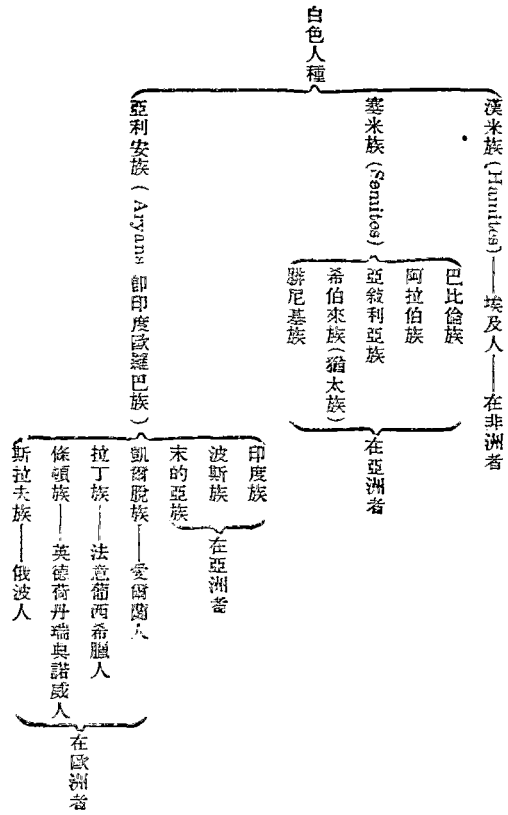 白色人種
漢米族(Hamites)——埃及人——在非洲者
塞米族(Semites)
巴比倫族
阿拉伯族
亞敍利亞族
希伯來族(猶太族)
腓尼基族
在亞洲者
亞利安族(Aryans 即印度歐羅巴族)
印度族
波斯族
末的亞族
在亞洲者
凱爾脫族——愛爾蘭人
拉丁族——法意葡西希臘人
條頓族——英德荷丹瑞奧諾威人
斯拉夫族——俄波人
在歐洲者